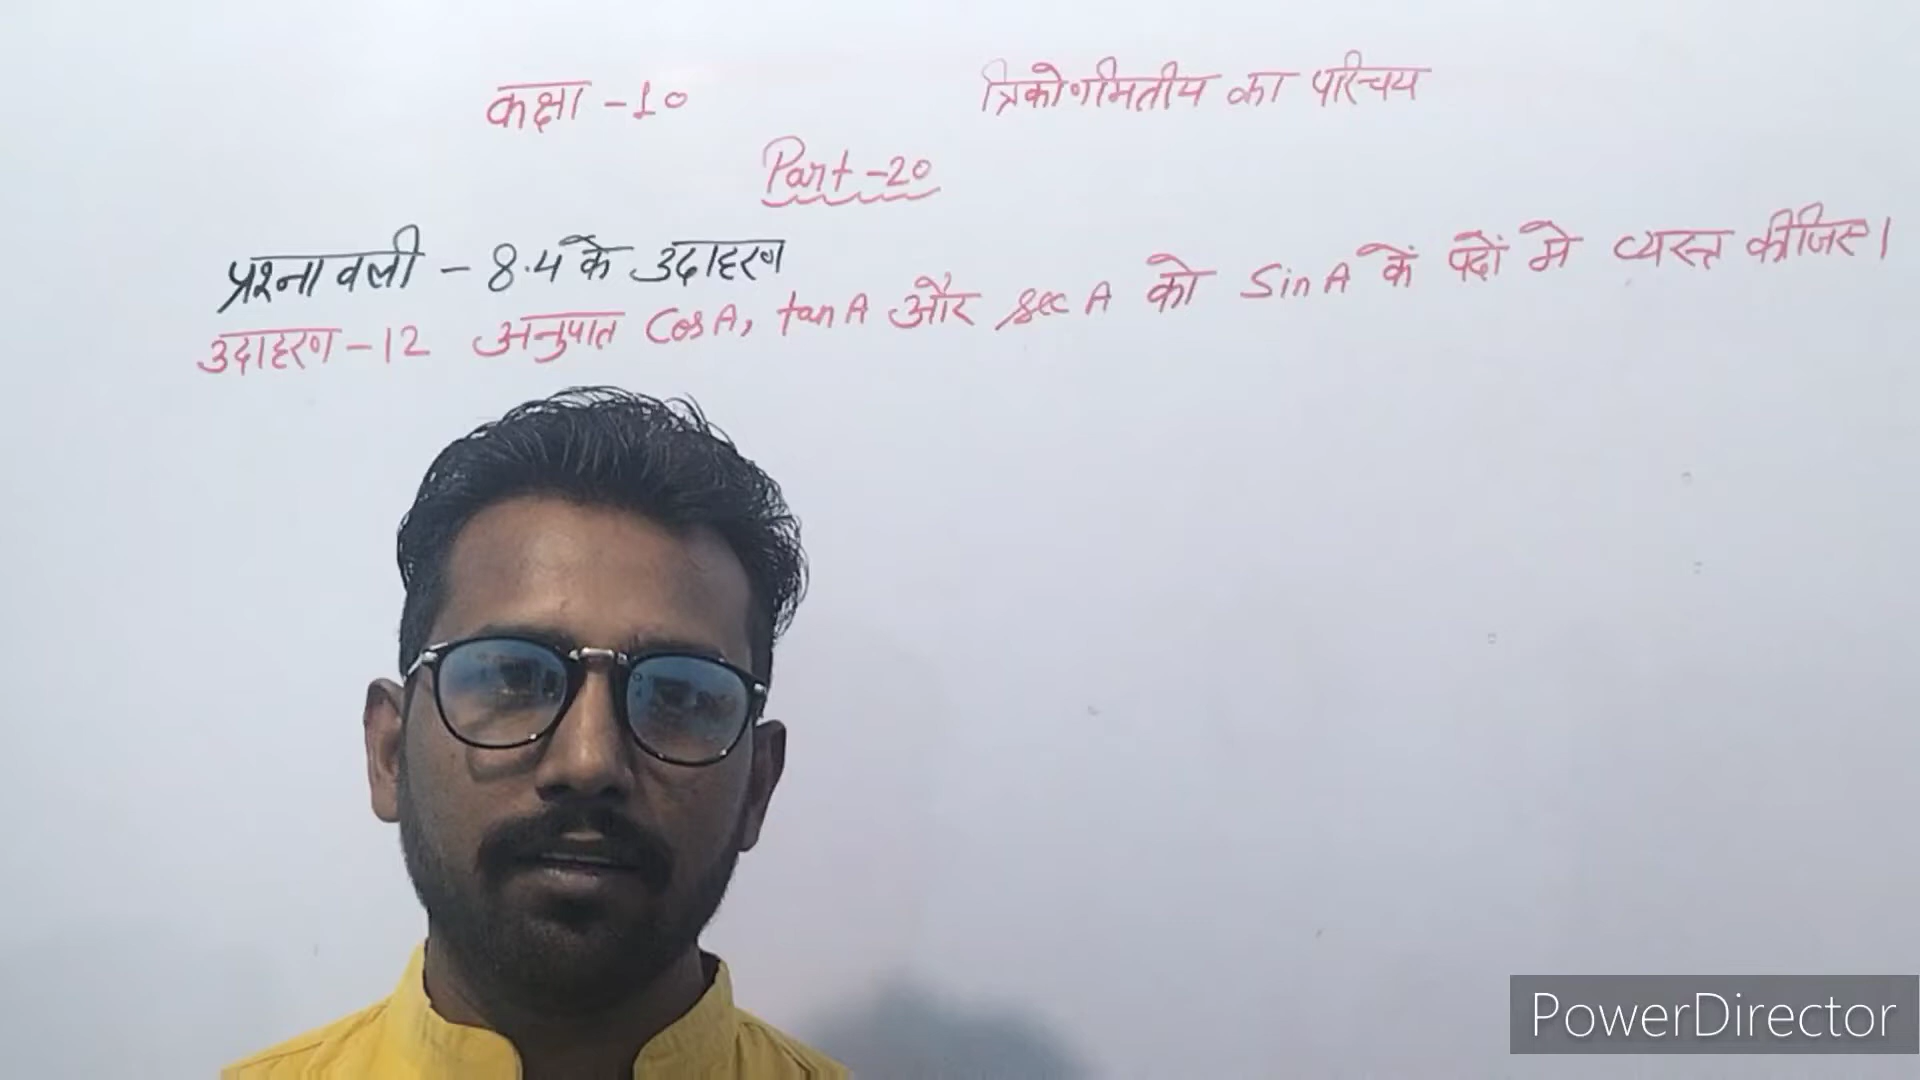 कक्षा -10
त्रिकोणमितीय का परिचय
Part -20
प्रश्नावली - 8.4 के उदाहरण
उदाहरण -12 अनुपात Cos A, tan A और sec A को Sin A के पदों मे व्यस्त कीजिए।
PowerDirector